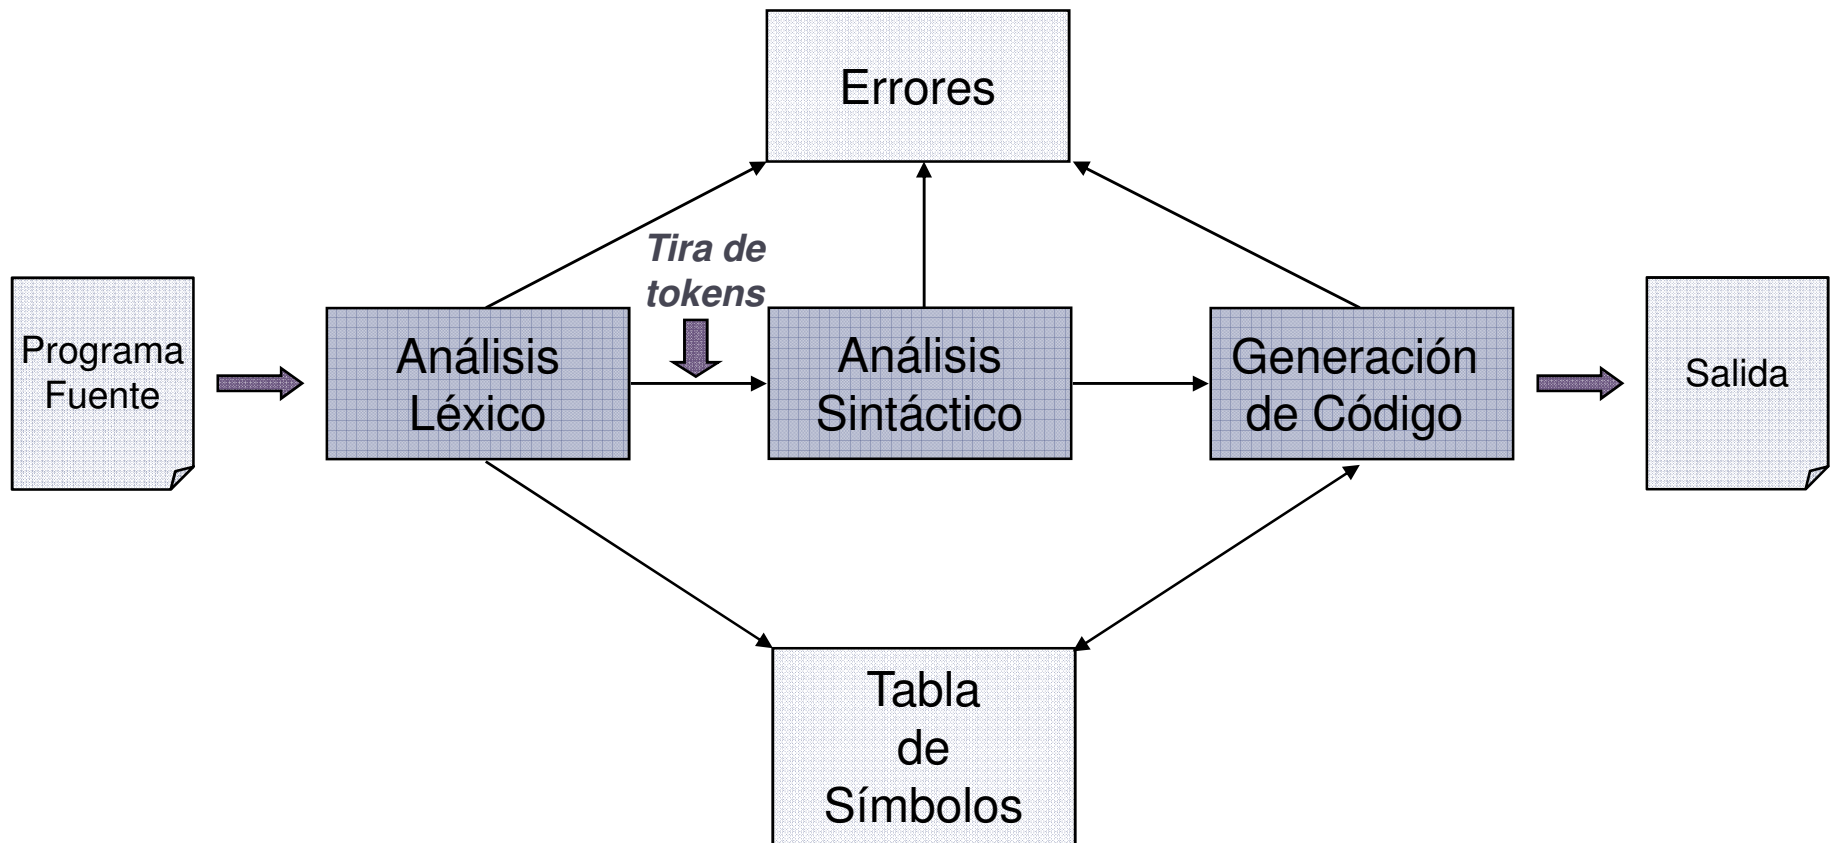 Errores
Tira de
tokens
Programa
Fuente
Análisis
Léxico
Análisis
Sintáctico
Generación
de Código
Salida
Tabla
de
Símbolos